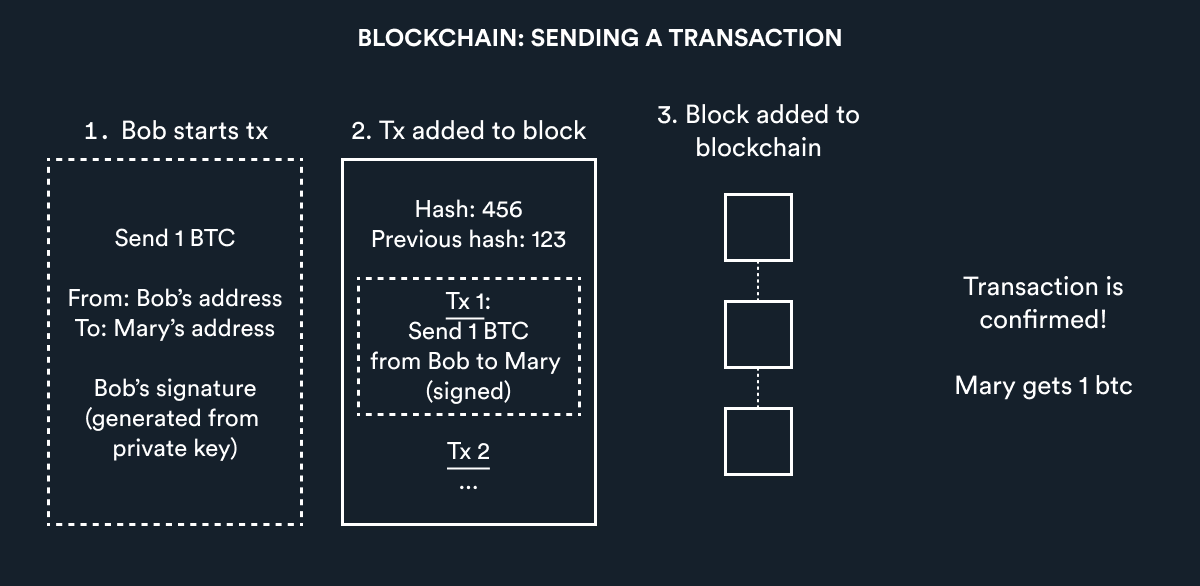 BLOCKCHAIN: SENDING A TRANSACTION
1. Bob starts tx
Send 1 BTC
From: Bob’s address
To: Mary’s address
Bob’s signature
(generated from
private key)
2. Tx added to block
Hash: 456
Previous hash: 123
Tx 1:
Send 1 BTC
from Bob to Mary
(signed)
Tx 2
...
3. Block added to
blockchain
Transaction is
confirmed!
Mary gets 1 btc